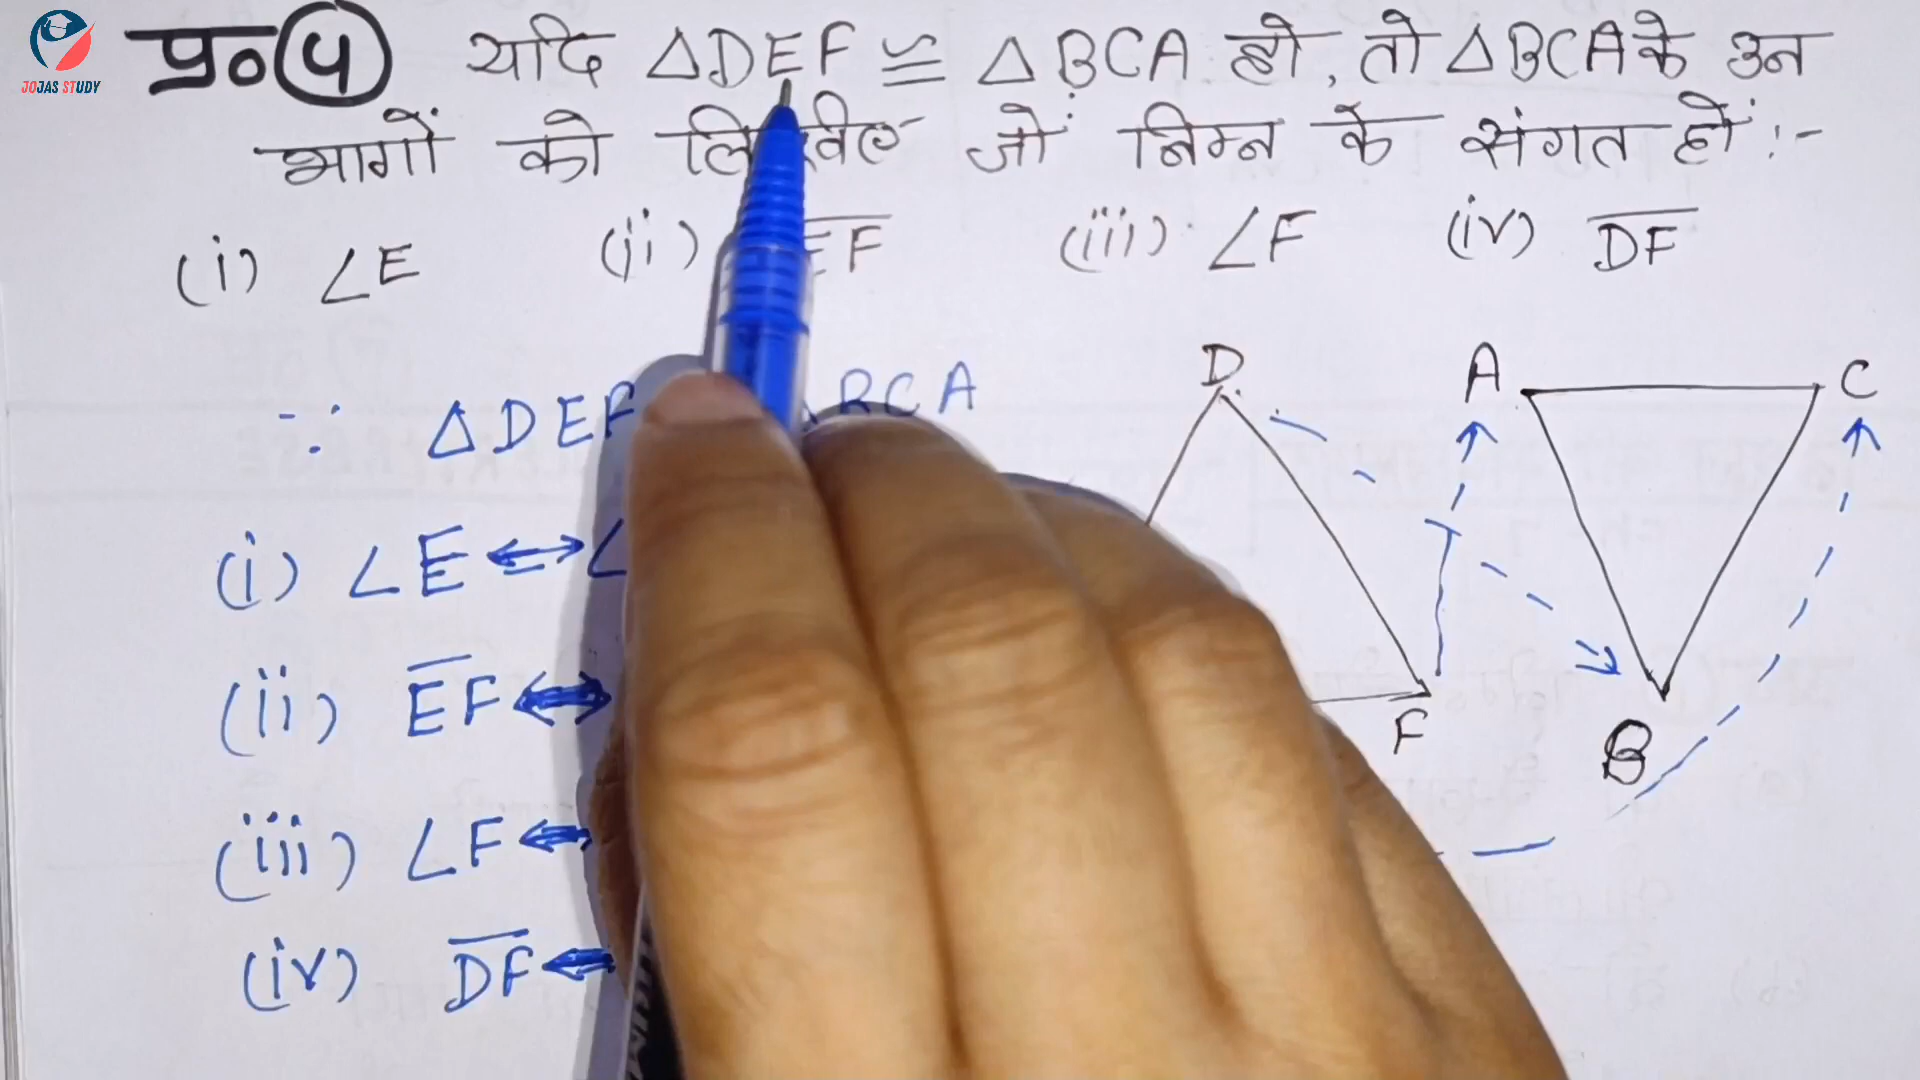 JOJAS STUDY
प्र० ५ यदि △DEF ≅ △BCA हो, तो △BCA के उन
भागों को जो निम्न के संगत हों :-
(i) ∠E (ii) EF (iii) ∠F (iv) DF
∵ △DEF BCA
(i) ∠E ↔ ∠
(ii) EF ↔
(iii) ∠F ↔
(iv) DF ↔
D
F
A C
B